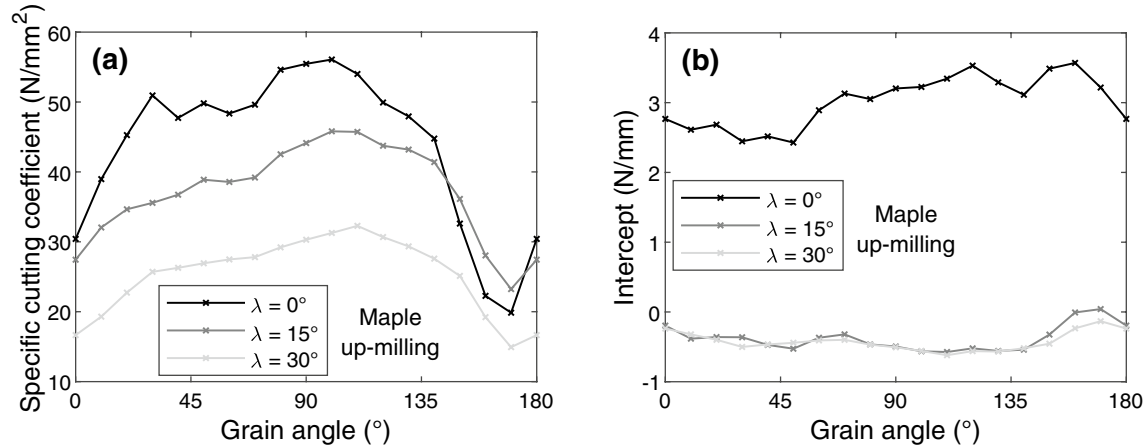 (a)
Specific cutting coefficient (N/mm²)
60
50
40
30
20
10
λ = 0°
λ = 15°
λ = 30°
Maple
up-milling
0
45
90
135
180
Grain angle (°)
(b)
Intercept (N/mm)
4
3
2
1
0
-1
λ = 0°
λ = 15°
λ = 30°
Maple
up-milling
0
45
90
135
180
Grain angle (°)